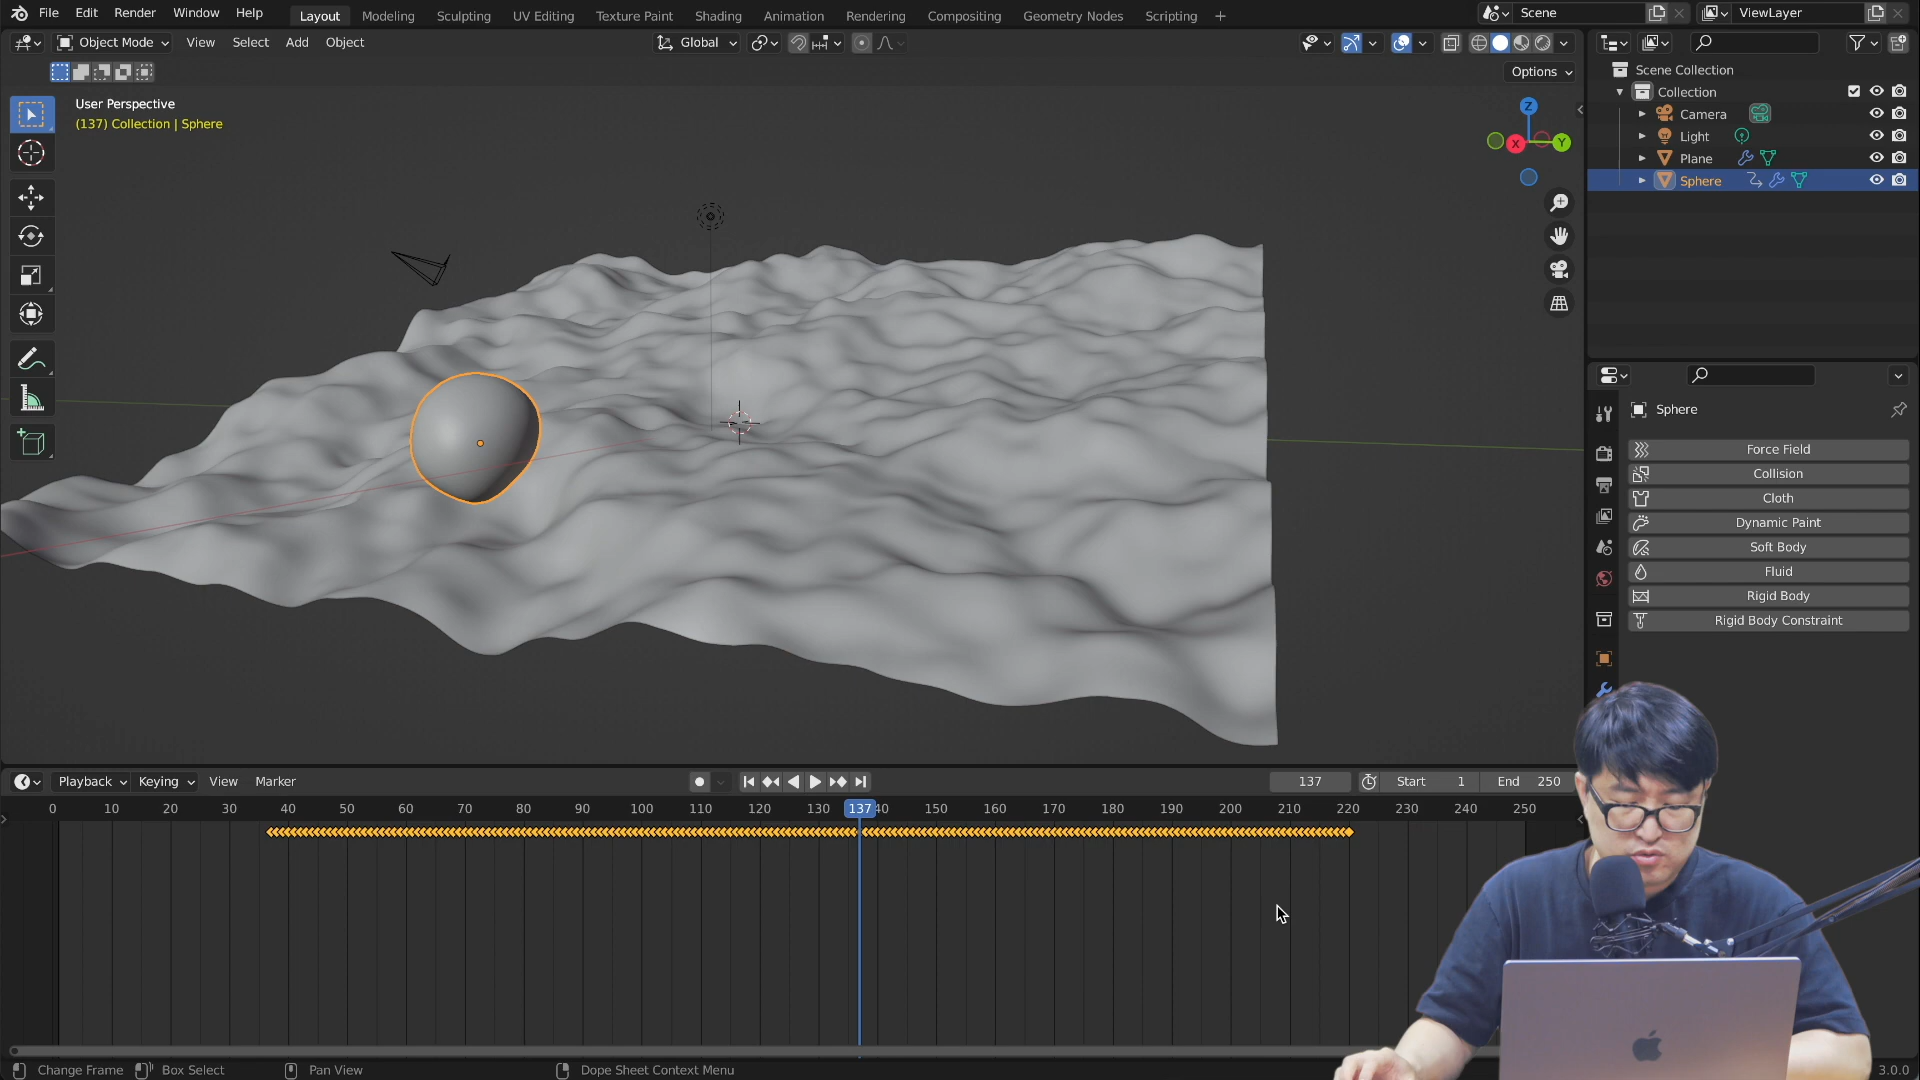 File Edit Render Window Help Layout Modeling Sculpting UV Editing Texture Paint Shading Animation Rendering Compositing Geometry Nodes Scripting + Scene ViewLayer
Object Mode View Select Add Object Global
Options
User Perspective
(137) Collection | Sphere
Z
X
Y
Scene Collection
Collection
Camera
Light
Plane
Sphere
Sphere
Force Field
Collision
Cloth
Dynamic Paint
Soft Body
Fluid
Rigid Body
Rigid Body Constraint
Playback Keying View Marker 137 Start 1 End 250
0 10 20 30 40 50 60 70 80 90 100 110 120 130 137 40 150 160 170 180 190 200 210 220 230 240 250
Change Frame Box Select Pan View Dope Sheet Context Menu 3.0.0